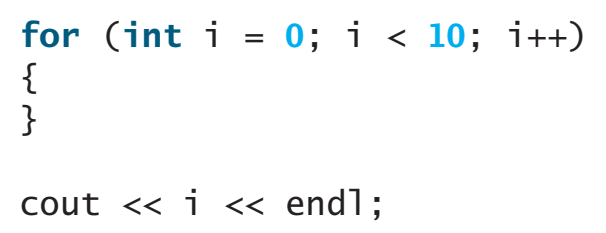 for (int i = 0; i < 10; i++)
{
}
cout << i << endl;